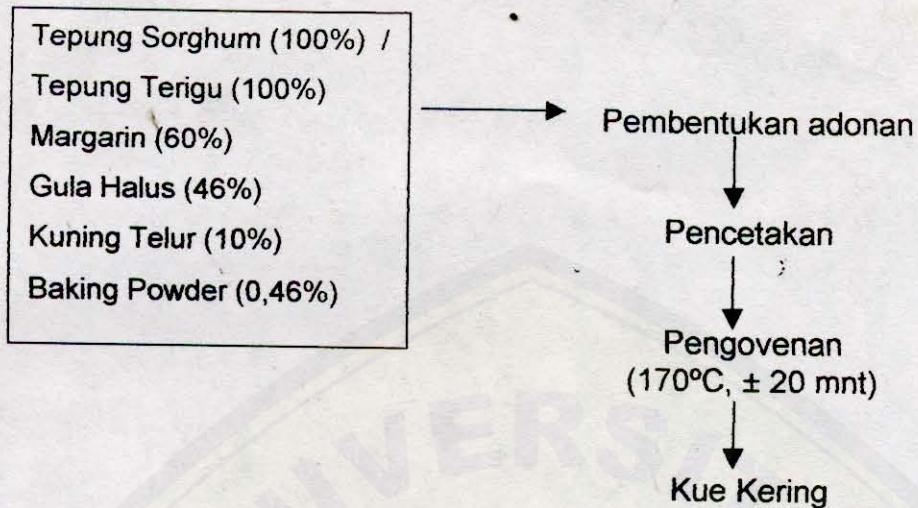 Tepung Sorghum (100%) /
Tepung Terigu (100%)
Margarin (60%)
Gula Halus (46%)
Kuning Telur (10%)
Baking Powder (0,46%)
Pembentukan adonan
Pencetakan
Pengovenan
(170ºC, ± 20 mnt)
Kue Kering